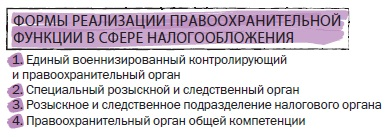 ФОРМЫ РЕАЛИЗАЦИИ ПРАВООХРАНИТЕЛЬНОЙ
ФУНКЦИИ В СФЕРЕ НАЛОГООБЛОЖЕНИЯ
1. Единый военнизированный контролирующий
и правоохранительный орган
2. Специальный розыскной и следственный орган
3. Розыскное и следственное подразделение налогового органа
4. Правоохранительный орган общей компетенции